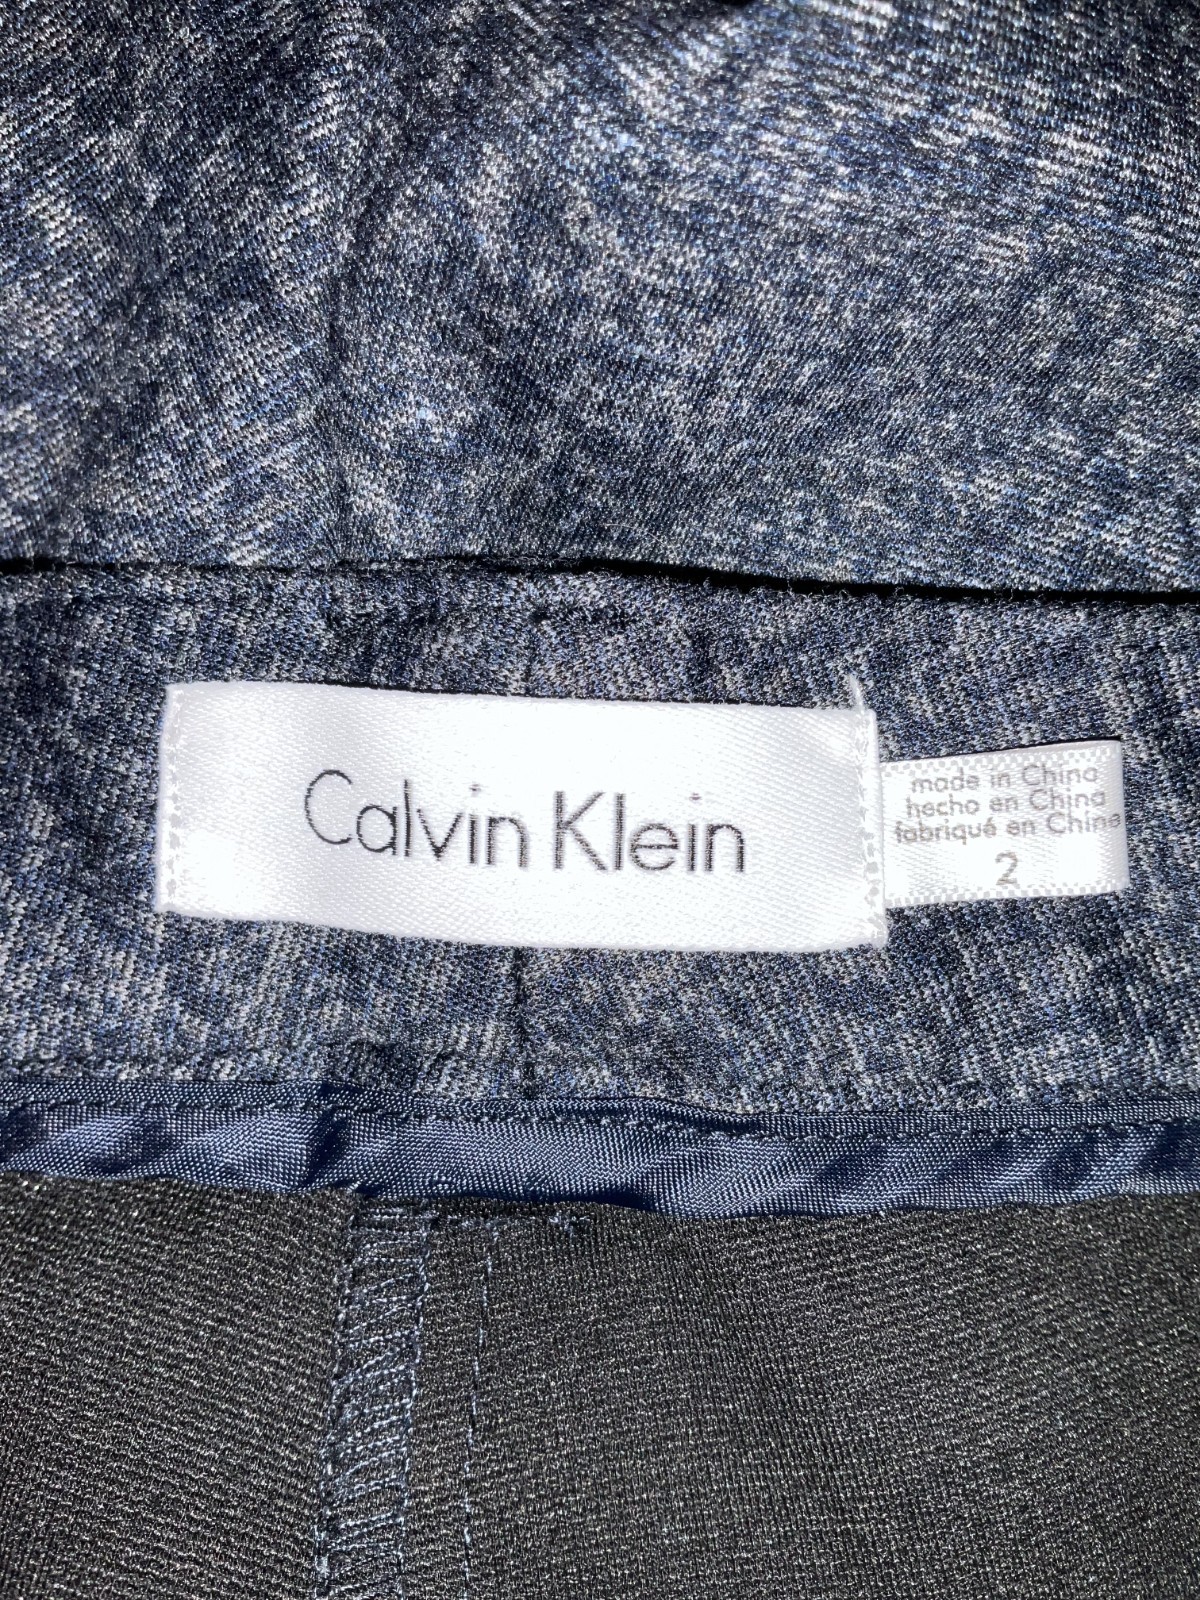 Calvin Klein
made in China
hecho en China
fabriqué en Chine
2